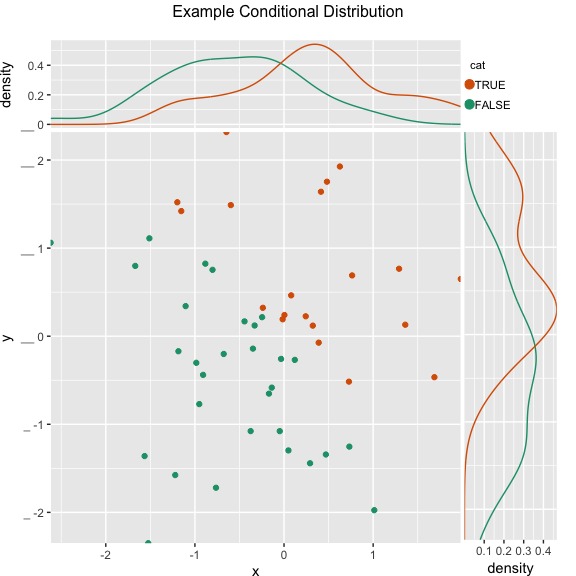 Example Conditional Distribution
density
0.4
0.2
0
cat
TRUE
FALSE
y
2
1
0
−1
−2
-2 -1 0 1
x
0.1 0.2 0.3 0.4
density